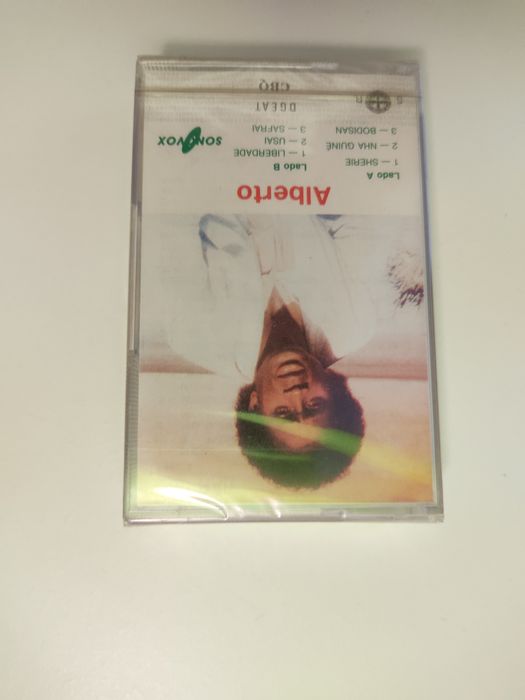 Alberto
Lado A
1 — SHERIE
2 — NHA GUINÉ
3 — BODISAN
Lado B
1 — LIBERDADE
2 — USAI
3 — SAFRAI
SONOVOX
DGEAT
CBQ